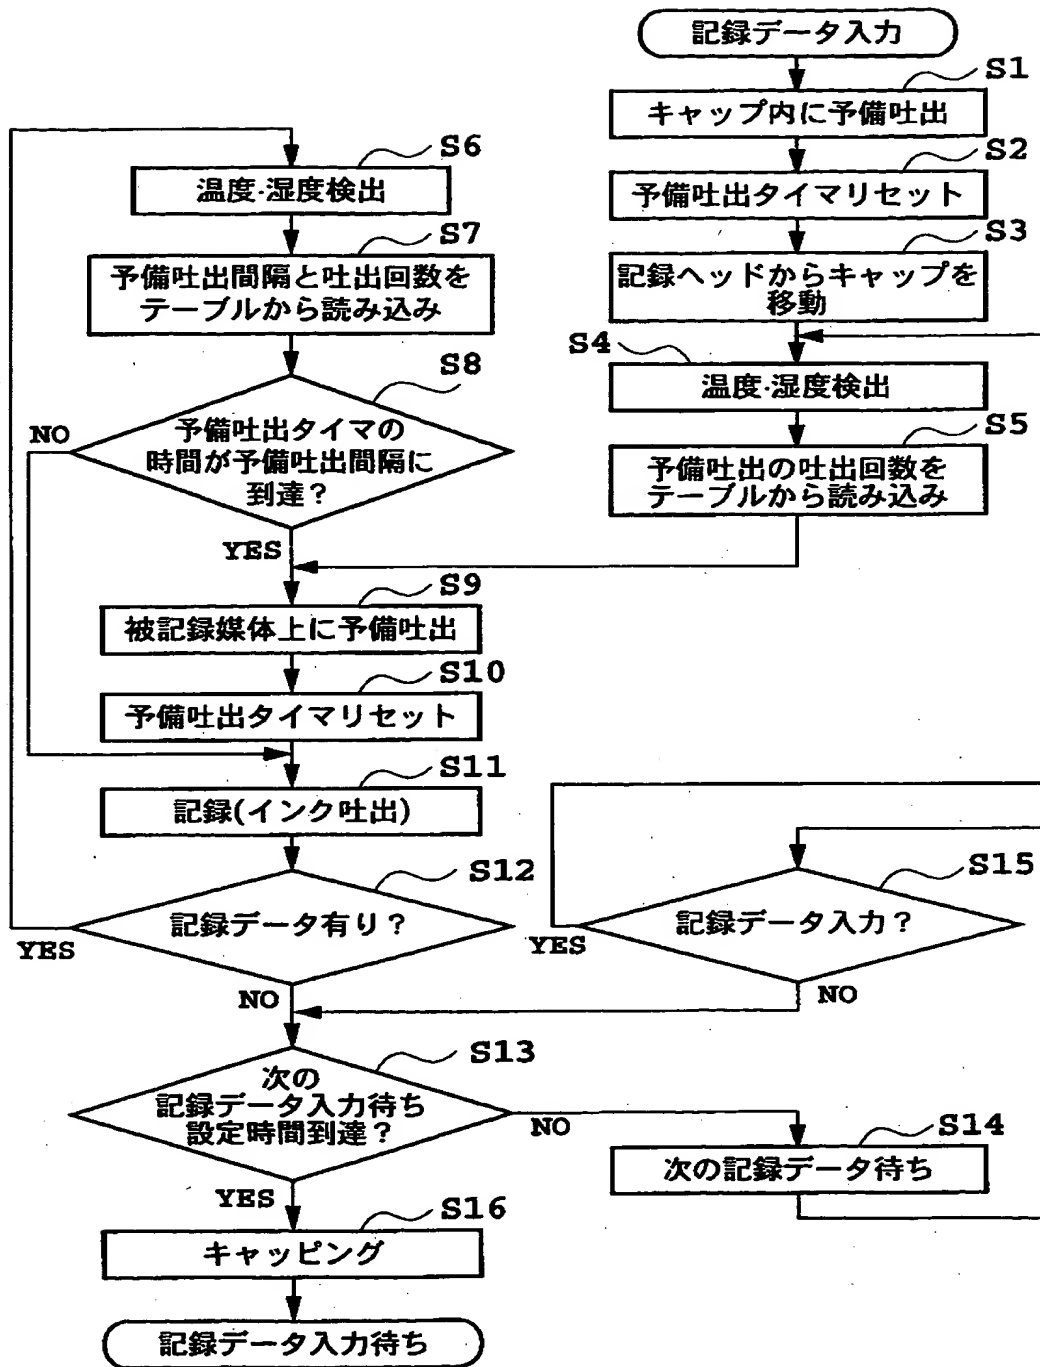 記録データ入力
S1
キャップ内に予備吐出
S2
予備吐出タイマリセット
S3
記録ヘッドからキャップを
移動
S4
温度·湿度検出
S5
予備吐出の吐出回数を
テーブルから読み込み
S6
温度·湿度検出
S7
予備吐出間隔と吐出回数を
テーブルから読み込み
S8
予備吐出タイマの
時間が予備吐出間隔に
到達?
NO
YES
S9
被記録媒体上に予備吐出
S10
予備吐出タイマリセット
S11
記録(インク吐出)
S12
記録データ有り?
YES
NO
S15
記録データ入力?
YES
NO
S13
次の
記録データ入力待ち
設定時間到達?
NO
YES
S14
次の記録データ待ち
S16
キャッピング
記録データ入力待ち